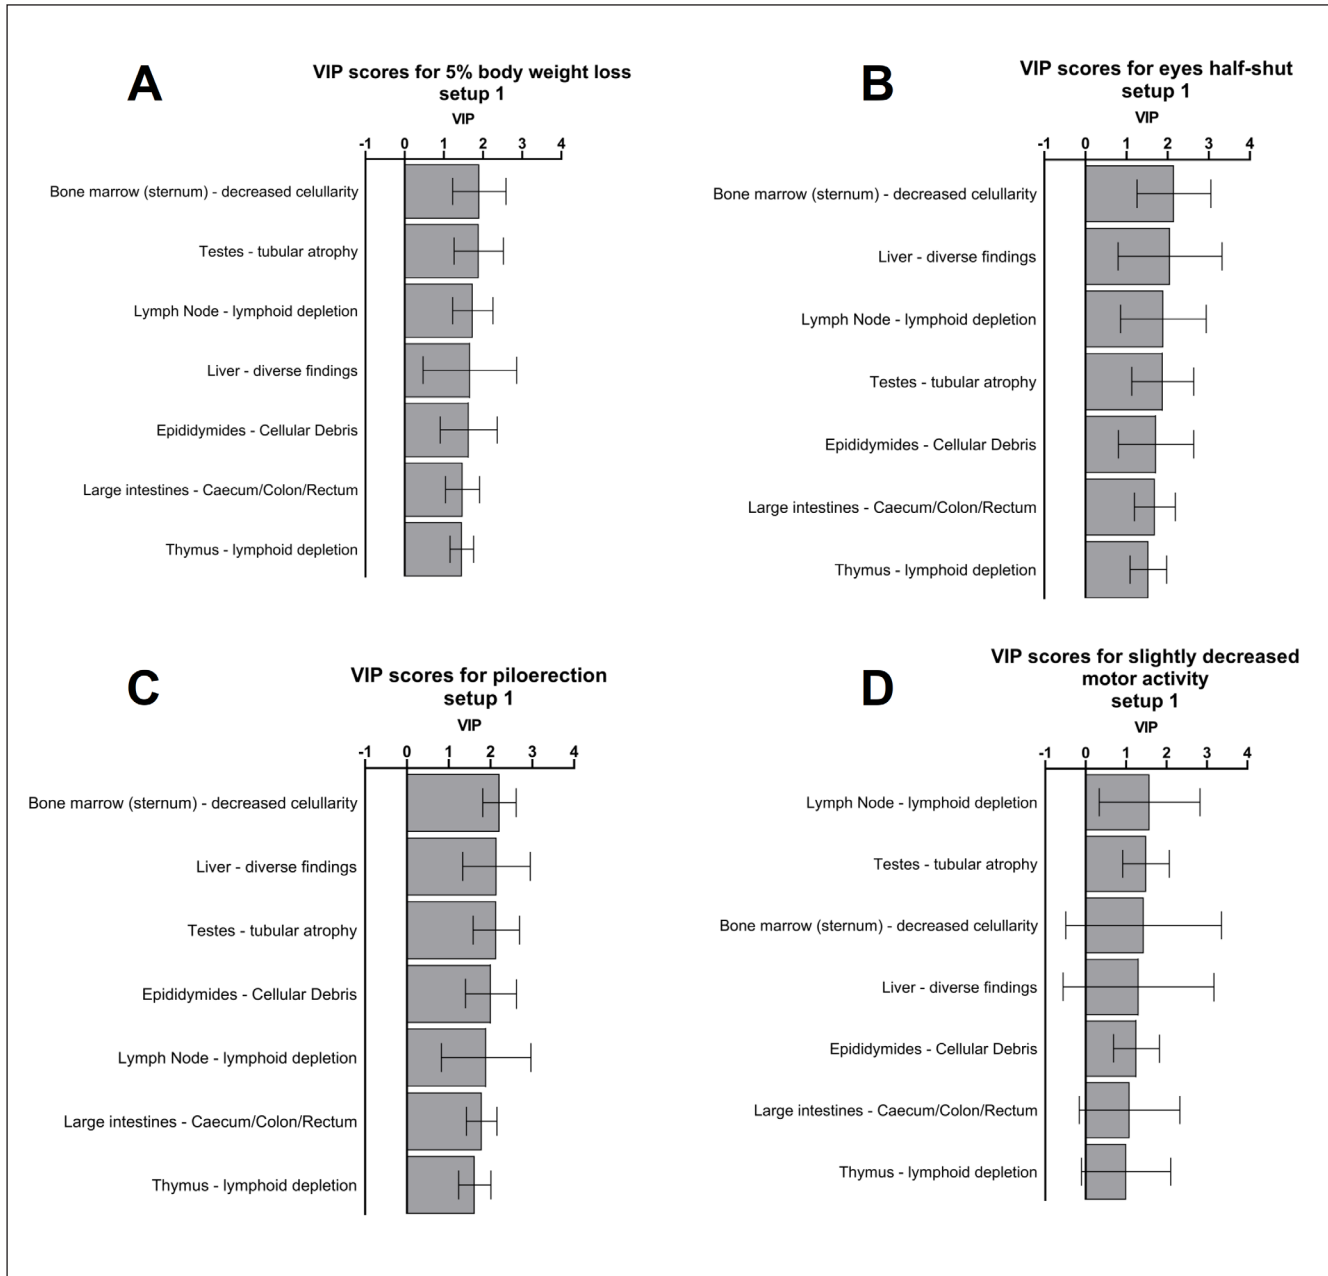 A
VIP scores for 5% body weight loss
setup 1
VIP
-1 0 1 2 3 4
Bone marrow (sternum) - decreased celullarity
Testes - tubular atrophy
Lymph Node - lymphoid depletion
Liver - diverse findings
Epididymides - Cellular Debris
Large intestines - Caecum/Colon/Rectum
Thymus - lymphoid depletion
B
VIP scores for eyes half-shut
setup 1
VIP
-1 0 1 2 3 4
Bone marrow (sternum) - decreased celullarity
Liver - diverse findings
Lymph Node - lymphoid depletion
Testes - tubular atrophy
Epididymides - Cellular Debris
Large intestines - Caecum/Colon/Rectum
Thymus - lymphoid depletion
C
VIP scores for piloerection
setup 1
VIP
-1 0 1 2 3 4
Bone marrow (sternum) - decreased celullarity
Liver - diverse findings
Testes - tubular atrophy
Epididymides - Cellular Debris
Lymph Node - lymphoid depletion
Large intestines - Caecum/Colon/Rectum
Thymus - lymphoid depletion
D
VIP scores for slightly decreased
motor activity
setup 1
VIP
-1 0 1 2 3 4
Lymph Node - lymphoid depletion
Testes - tubular atrophy
Bone marrow (sternum) - decreased celullarity
Liver - diverse findings
Epididymides - Cellular Debris
Large intestines - Caecum/Colon/Rectum
Thymus - lymphoid depletion